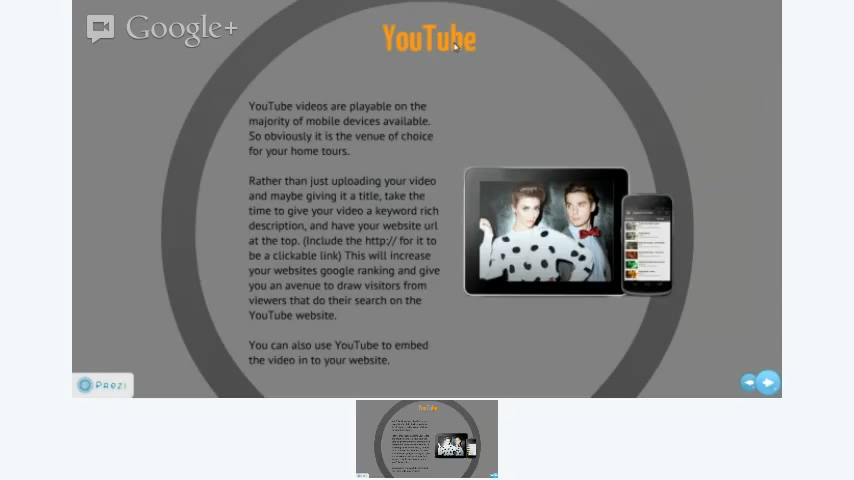 Google+
YouTube
YouTube videos are playable on the
majority of mobile devices available.
So obviously it is the venue of choice
for your home tours.
Rather than just uploading your video
and maybe giving it a title, take the
time to give your video a keyword rich
description, and have your website url
at the top. (Include the http:// for it to
be a clickable link) This will increase
your websites google ranking and give
you an avenue to draw visitors from
viewers that do their search on the
YouTube website.
You can also use YouTube to embed
the video in to your website.
Prezi
YouTube